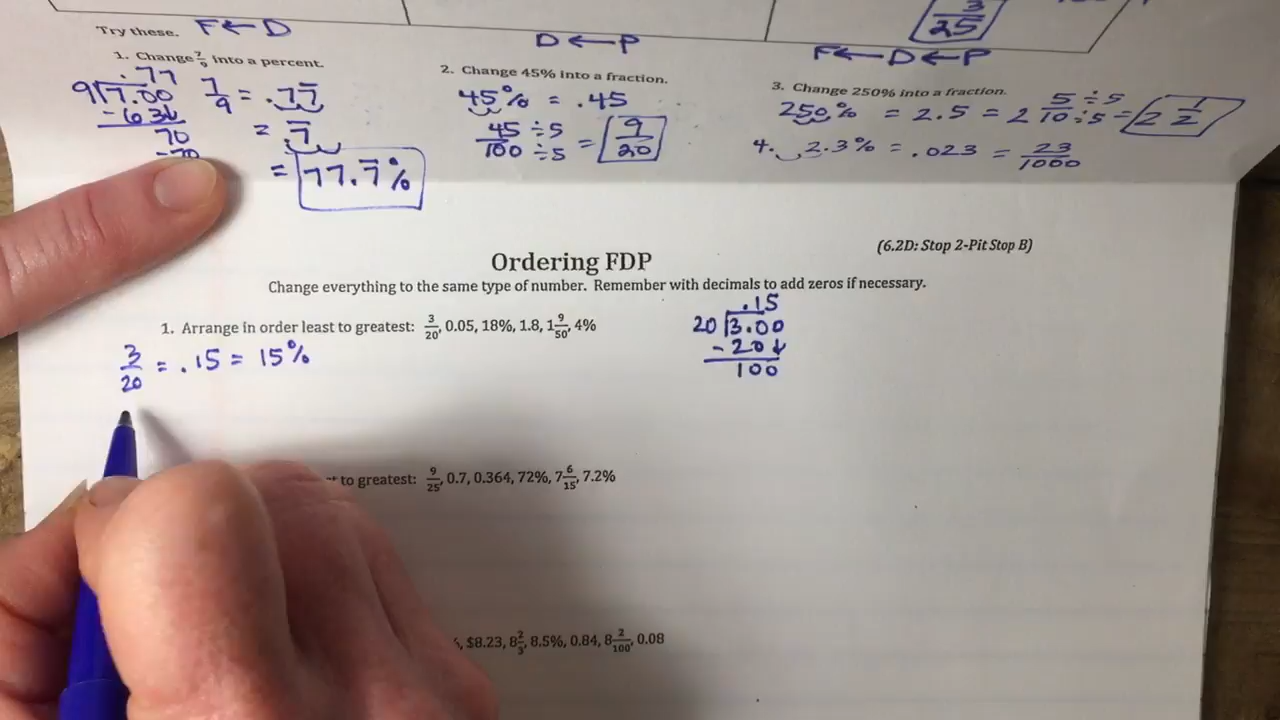 3
25
Try these. F←D
D←P
F←D←P
1. Change 7/9 into a percent.
.77
9 7.00
-63↓
70
-70
7/9 = .77̅
= .7̅
= 77.7̅%
2. Change 45% into a fraction.
45% = .45
45/100 ÷5/÷5 = 9/20
3. Change 250% into a fraction.
250% = 2.5 = 2 5/10 ÷5/÷5 = 2 1/2
4. 2.3% = .023 = 23/1000
(6.2D: Stop 2-Pit Stop B)
Ordering FDP
Change everything to the same type of number. Remember with decimals to add zeros if necessary.
1. Arrange in order least to greatest: 3/20, 0.05, 18%, 1.8, 1 9/50, 4%
3/20 = .15 = 15%
.15
20 3.00
-20↓
100
to greatest: 9/25, 0.7, 0.364, 72%, 7 6/15, 7.2%
, $8.23, 8 2/3, 8.5%, 0.84, 8 2/100, 0.08